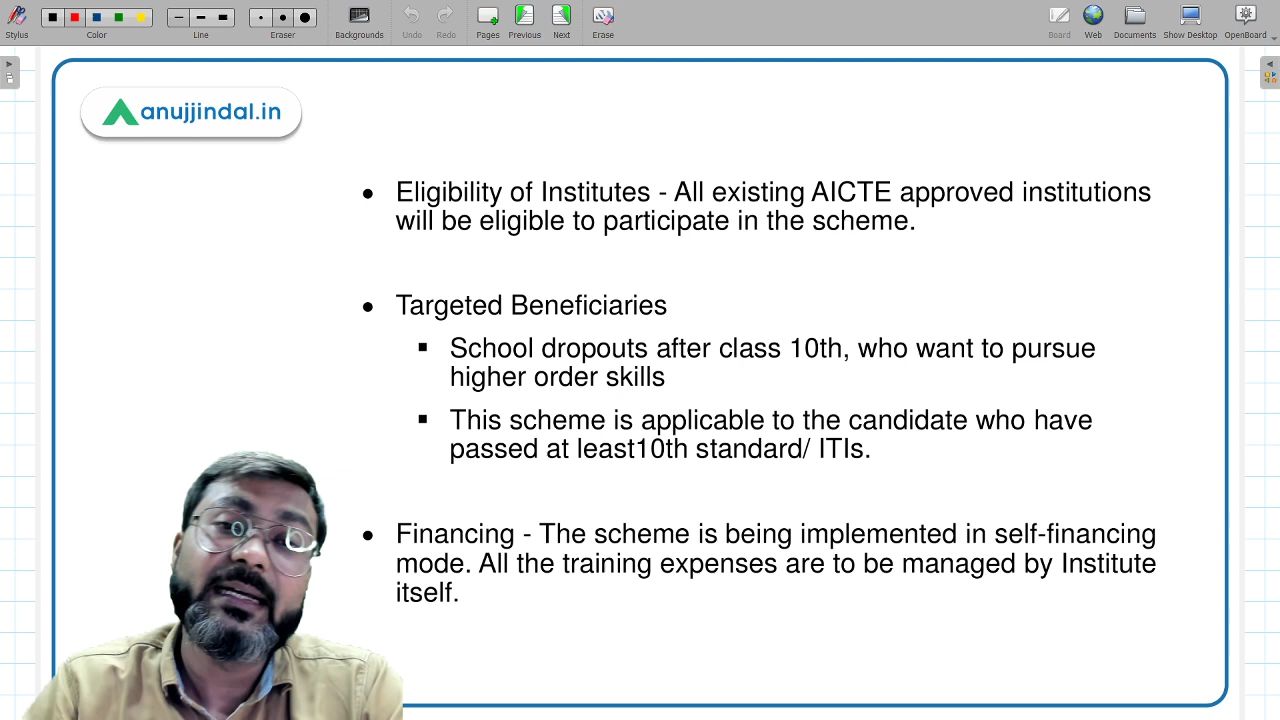 Stylus
Color
Line
Eraser
Backgrounds
Undo
Redo
Pages
Previous
Next
Erase
Board
Web
Documents
Show Desktop
OpenBoard
anujjindal.in
• Eligibility of Institutes - All existing AICTE approved institutions
will be eligible to participate in the scheme.
• Targeted Beneficiaries
▪ School dropouts after class 10th, who want to pursue
higher order skills
▪ This scheme is applicable to the candidate who have
passed at least10th standard/ ITIs.
• Financing - The scheme is being implemented in self-financing
mode. All the training expenses are to be managed by Institute
itself.